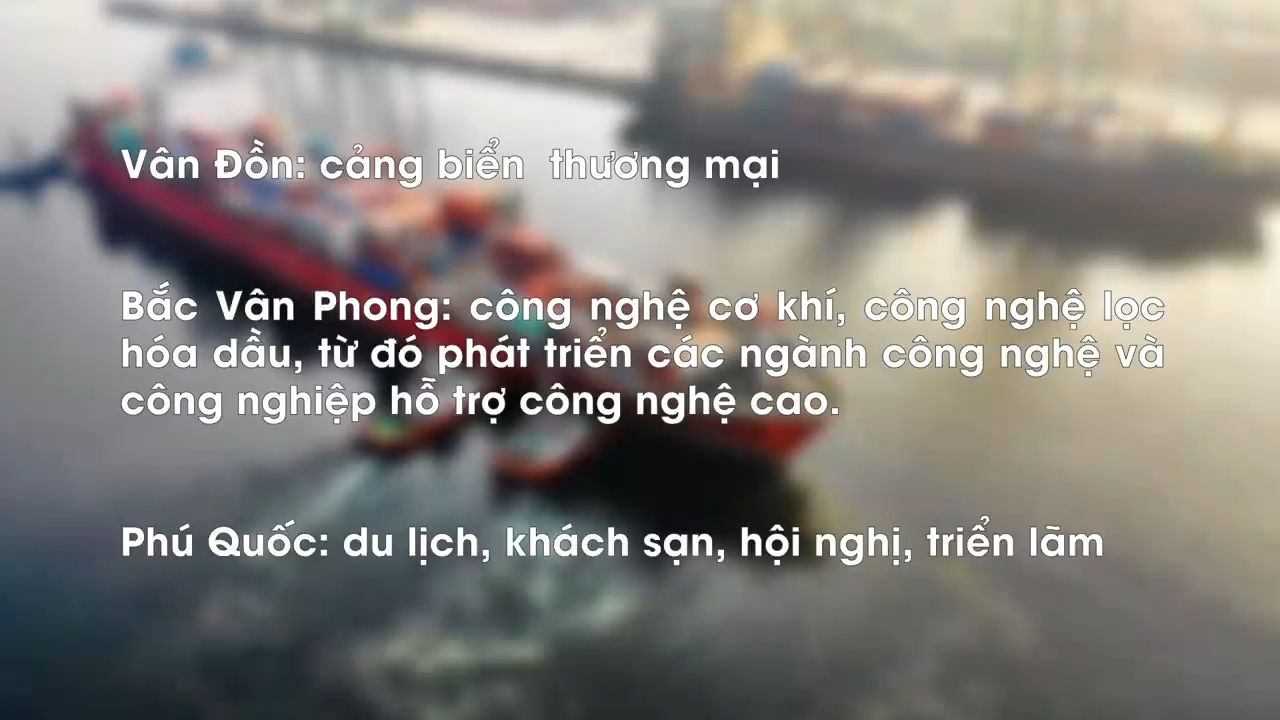 Vân Đồn: cảng biển  thương mại
Bắc Vân Phong: công nghệ cơ khí, công nghệ lọc
hóa dầu, từ đó phát triển các ngành công nghệ và
công nghiệp hỗ trợ công nghệ cao.
Phú Quốc: du lịch, khách sạn, hội nghị, triển lãm